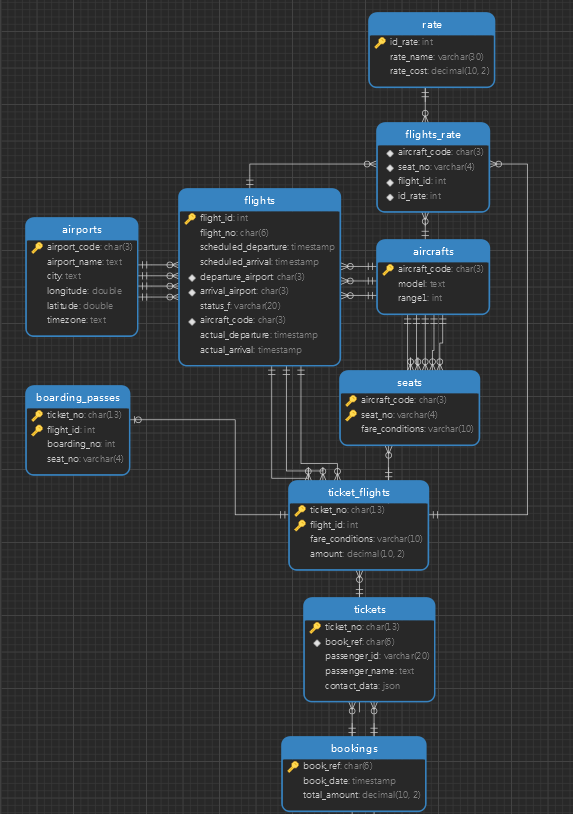 rate
id_rate: int
rate_name: varchar(30)
rate_cost: decimal(10, 2)
flights_rate
aircraft_code: char(3)
seat_no: varchar(4)
flight_id: int
id_rate: int
flights
flight_id: int
flight_no: char(6)
scheduled_departure: timestamp
scheduled_arrival: timestamp
departure_airport: char(3)
arrival_airport: char(3)
status_f: varchar(20)
aircraft_code: char(3)
actual_departure: timestamp
actual_arrival: timestamp
airports
airport_code: char(3)
airport_name: text
city: text
longitude: double
latitude: double
timezone: text
aircrafts
aircraft_code: char(3)
model: text
range1: int
seats
aircraft_code: char(3)
seat_no: varchar(4)
fare_conditions: varchar(10)
boarding_passes
ticket_no: char(13)
flight_id: int
boarding_no: int
seat_no: varchar(4)
ticket_flights
ticket_no: char(13)
flight_id: int
fare_conditions: varchar(10)
amount: decimal(10, 2)
tickets
ticket_no: char(13)
book_ref: char(6)
passenger_id: varchar(20)
passenger_name: text
contact_data: json
bookings
book_ref: char(6)
book_date: timestamp
total_amount: decimal(10, 2)